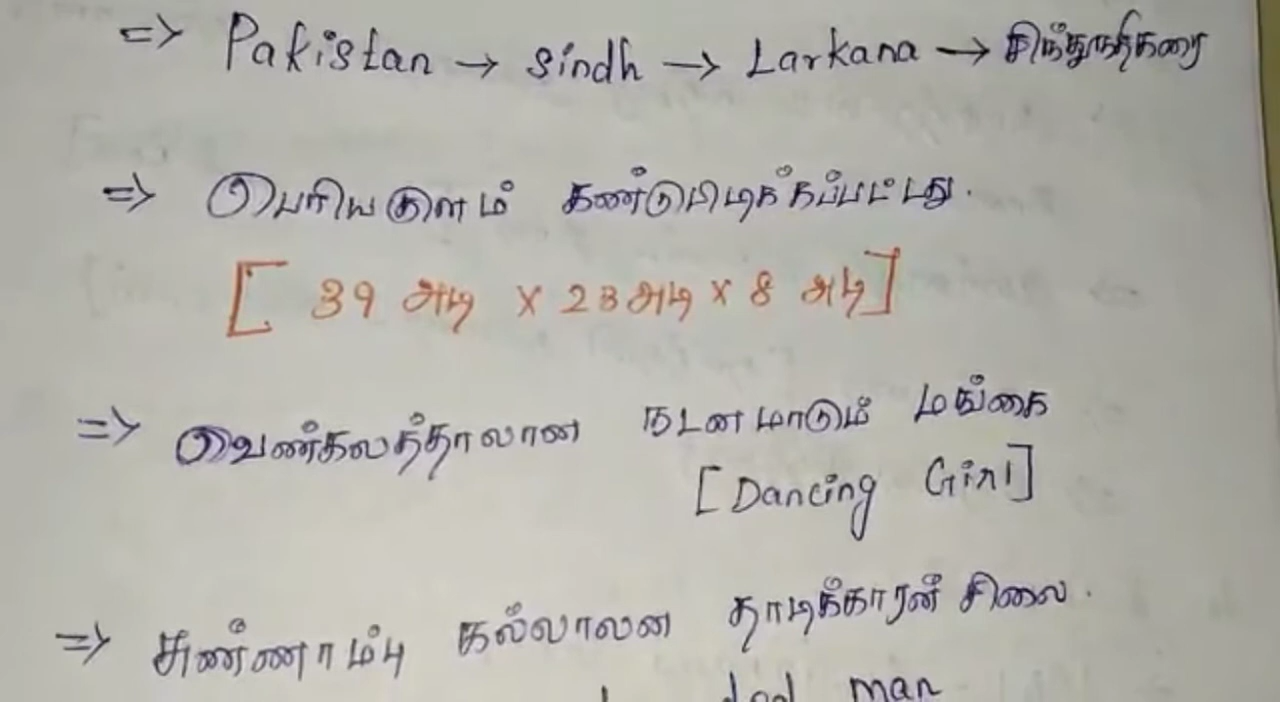 => Pakistan → Sindh → Larkana → சிந்துநதிகரை
=> பெரிய குளம் கண்டுபிடிக்கப்பட்டது.
[ 39 அடி x 23 அடி x 8 அடி ]
=> வெண்கலத்தாலான நடனமாடும் மங்கை
[Dancing Girl]
=> சுண்ணாம்பு கல்லாலன தாடிக்காரன் சிலை.
man